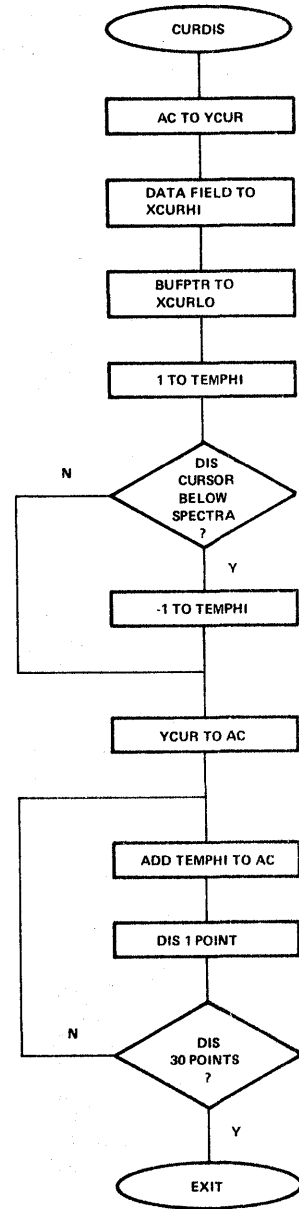 CURDIS
AC TO YCUR
DATA FIELD TO
XCURHI
BUFPTR TO
XCURLO
1 TO TEMPHI
DIS
CURSOR
BELOW
SPECTRA
?
N
Y
-1 TO TEMPHI
YCUR TO AC
ADD TEMPHI TO AC
DIS 1 POINT
N
DIS
30 POINTS
?
Y
EXIT